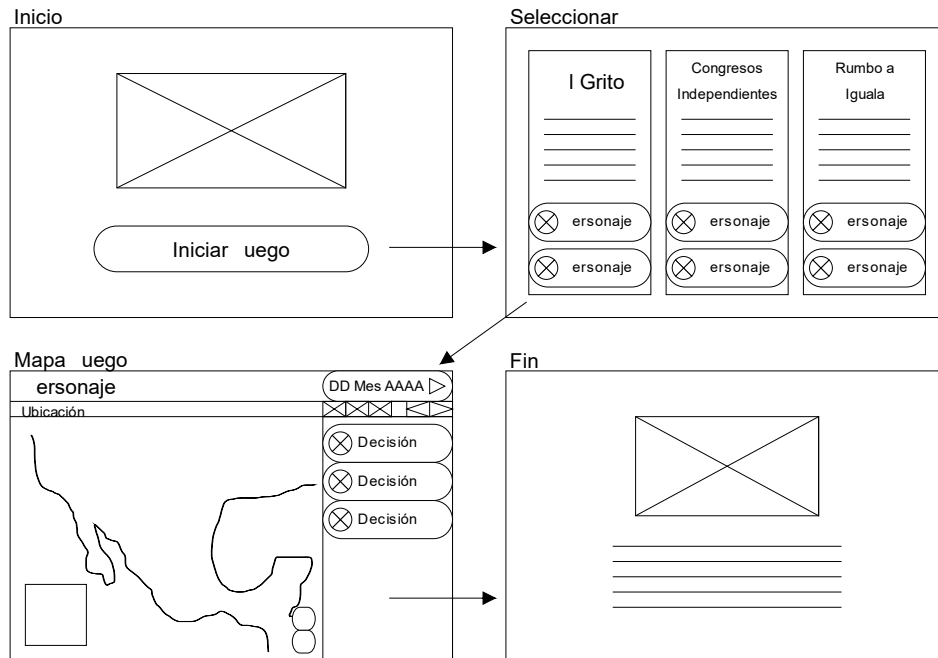 Inicio
Iniciar uego
Seleccionar
l Grito
ersonaje
ersonaje
Congresos
Independientes
ersonaje
ersonaje
Rumbo a
Iguala
ersonaje
ersonaje
Mapa uego
ersonaje
DD Mes AAAA
Ubicación
Decisión
Decisión
Decisión
Fin